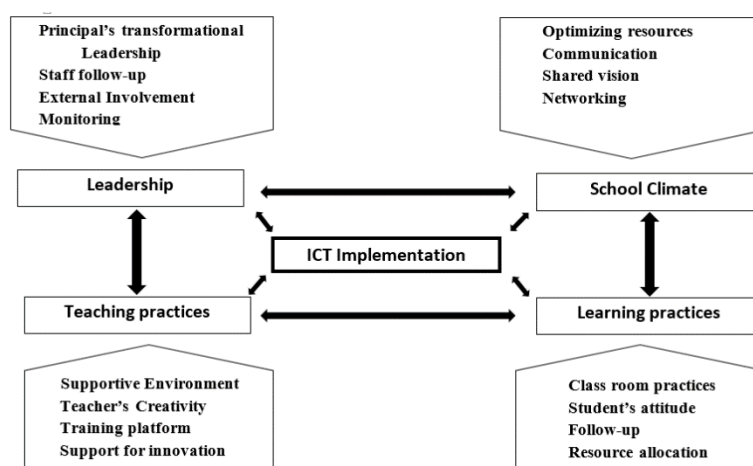 Principal's transformational
Leadership
Staff follow-up
External Involvement
Monitoring
Optimizing resources
Communication
Shared vision
Networking
Leadership
School Climate
ICT Implementation
Teaching practices
Learning practices
Supportive Environment
Teacher's Creativity
Training platform
Support for innovation
Class room practices
Student's attitude
Follow-up
Resource allocation